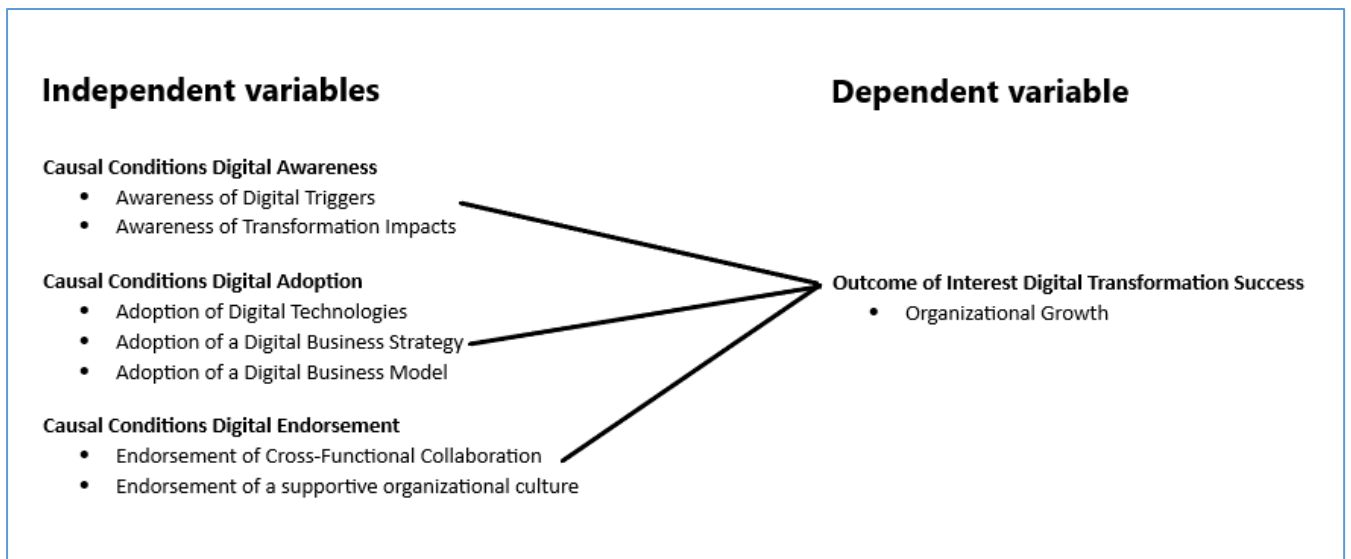 Independent variables
Causal Conditions Digital Awareness
• Awareness of Digital Triggers
• Awareness of Transformation Impacts
Causal Conditions Digital Adoption
• Adoption of Digital Technologies
• Adoption of a Digital Business Strategy
• Adoption of a Digital Business Model
Causal Conditions Digital Endorsement
• Endorsement of Cross-Functional Collaboration
• Endorsement of a supportive organizational culture
Dependent variable
Outcome of Interest Digital Transformation Success
• Organizational Growth